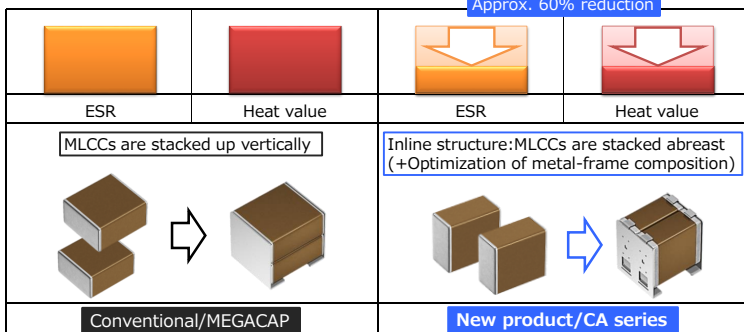 Approx. 60% reduction
ESR
Heat value
ESR
Heat value
MLCCs are stacked up vertically
Inline structure:MLCCs are stacked abreast
(+Optimization of metal-frame composition)
Conventional/MEGACAP
New product/CA series